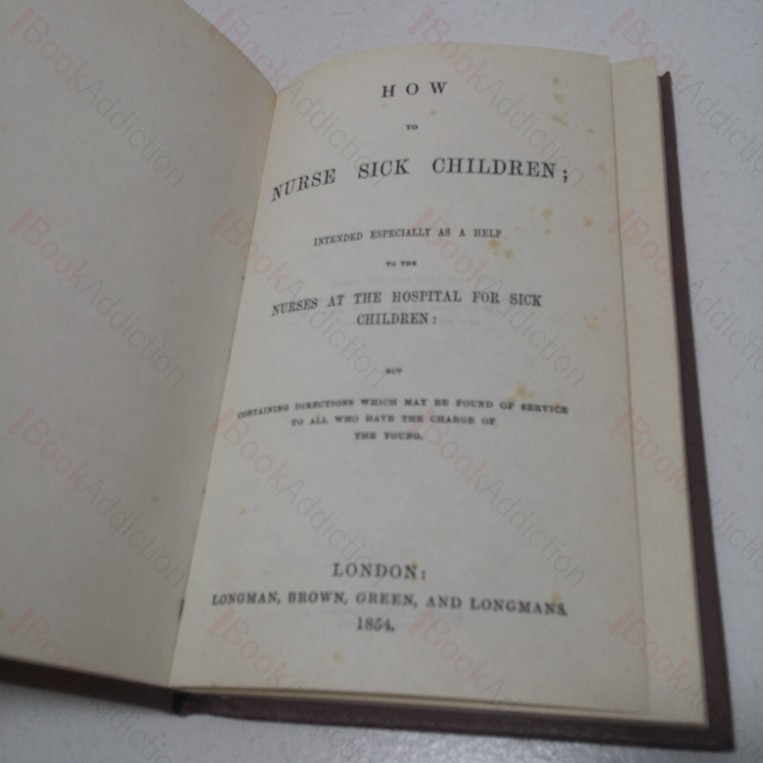 HOW
TO
NURSE SICK CHILDREN;
INTENDED ESPECIALLY AS A HELP
TO THE
NURSES AT THE HOSPITAL FOR SICK
CHILDREN:
BUT
CONTAINING DIRECTIONS WHICH MAY BE FOUND OF SERVICE
TO ALL WHO HAVE THE CHARGE OF
THE YOUNG.
LONDON:
LONGMAN, BROWN, GREEN, AND LONGMANS.
1854.
BookAddiction